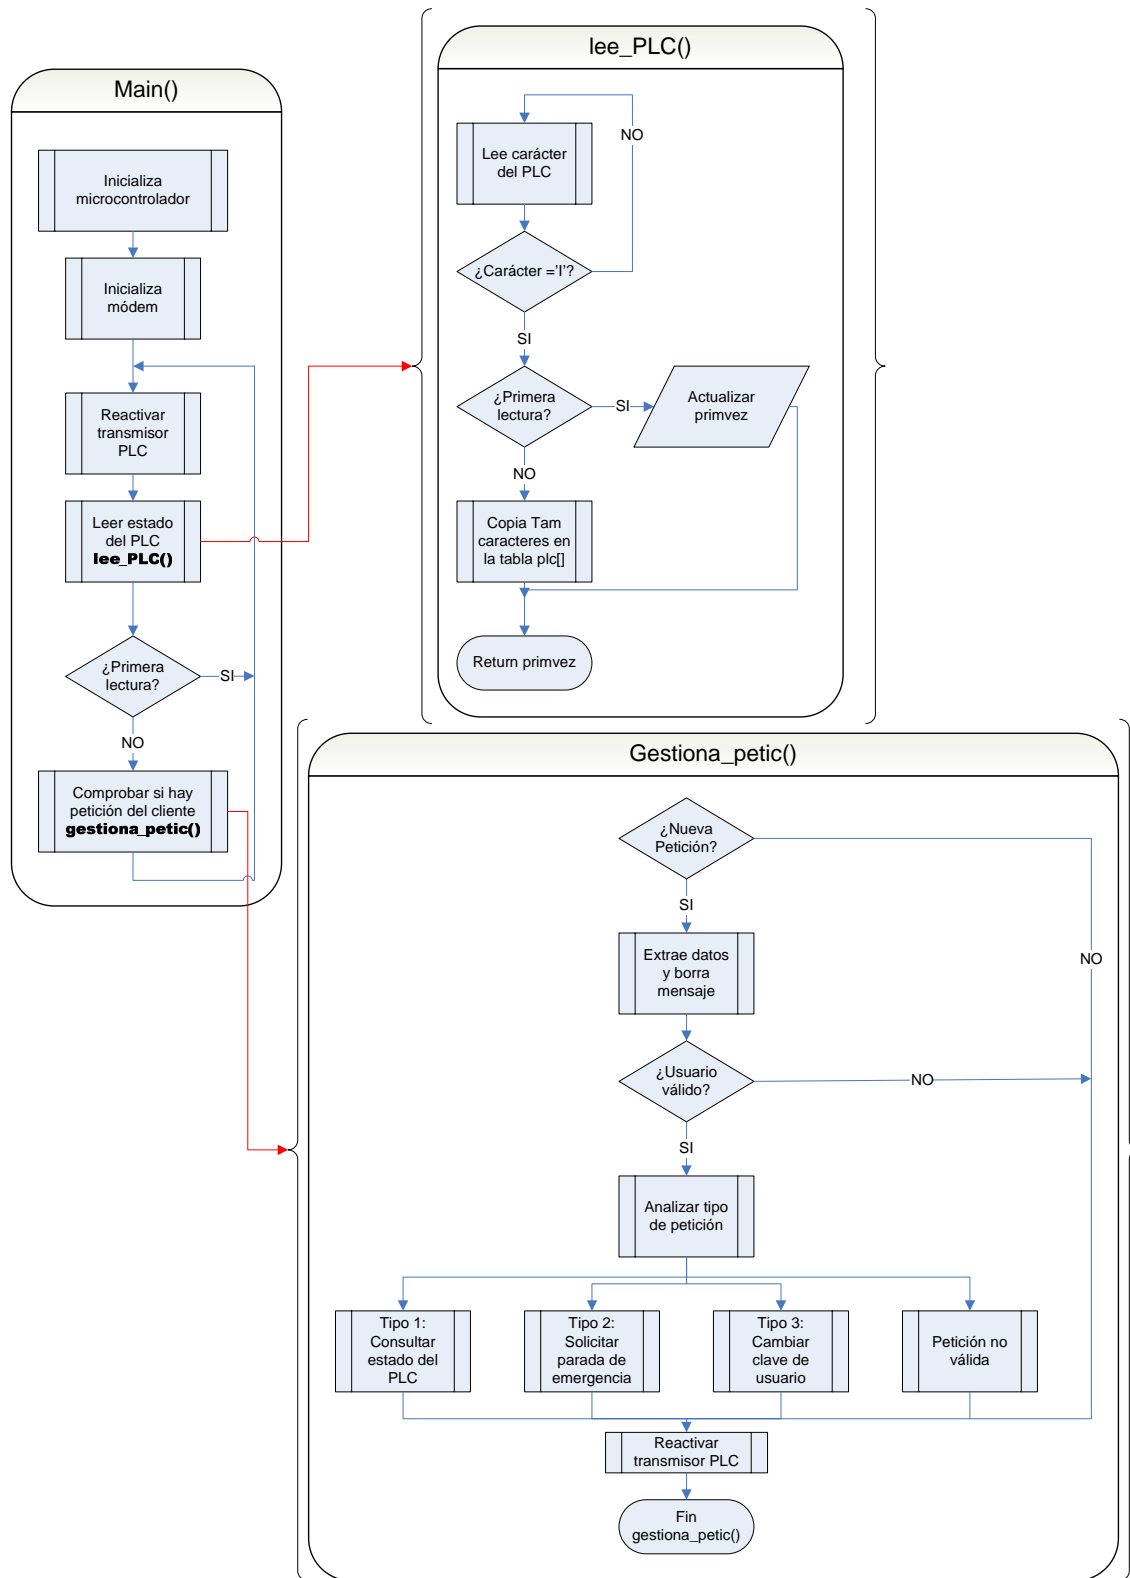 Main()
Inicializa
microcontrolador
Inicializa
módem
Reactivar
transmisor
PLC
Leer estado
del PLC
lee_PLC()
¿Primera
lectura?
SI
NO
Comprobar si hay
petición del cliente
gestiona_petic()
lee_PLC()
Lee carácter
del PLC
NO
¿Carácter ='I'?
SI
¿Primera
lectura?
SI
Actualizar
primvez
NO
Copia Tam
caracteres en
la tabla plc[]
Return primvez
Gestiona_petic()
¿Nueva
Petición?
SI
NO
Extrae datos
y borra
mensaje
¿Usuario
válido?
NO
SI
Analizar tipo
de petición
Tipo 1:
Consultar
estado del
PLC
Tipo 2:
Solicitar
parada de
emergencia
Tipo 3:
Cambiar
clave de
usuario
Petición no
válida
Reactivar
transmisor PLC
Fin
gestiona_petic()